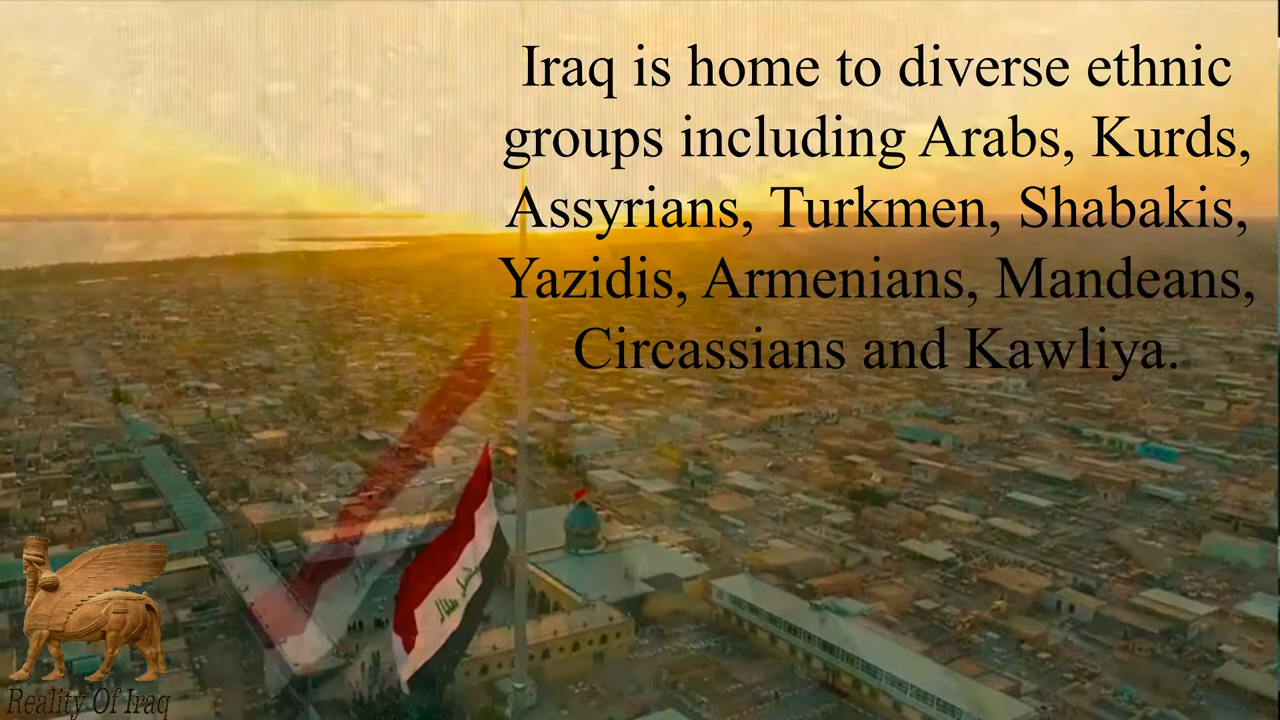 Iraq is home to diverse ethnic
groups including Arabs, Kurds,
Assyrians, Turkmen, Shabakis,
Yazidis, Armenians, Mandeans,
Circassians and Kawliya.
Reality Of Iraq